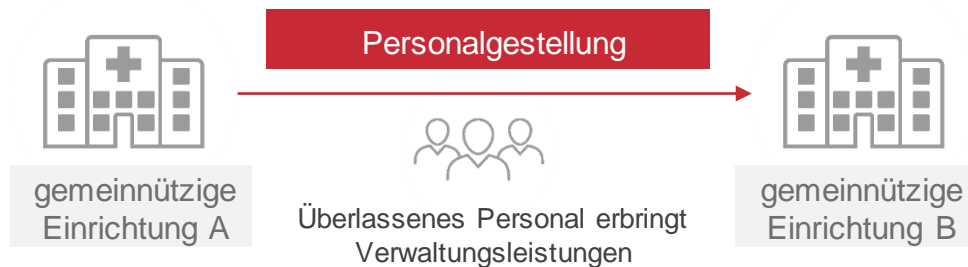 Personalgestellung
gemeinnützige
Einrichtung A
Überlassenes Personal erbringt
Verwaltungsleistungen
gemeinnützige
Einrichtung B